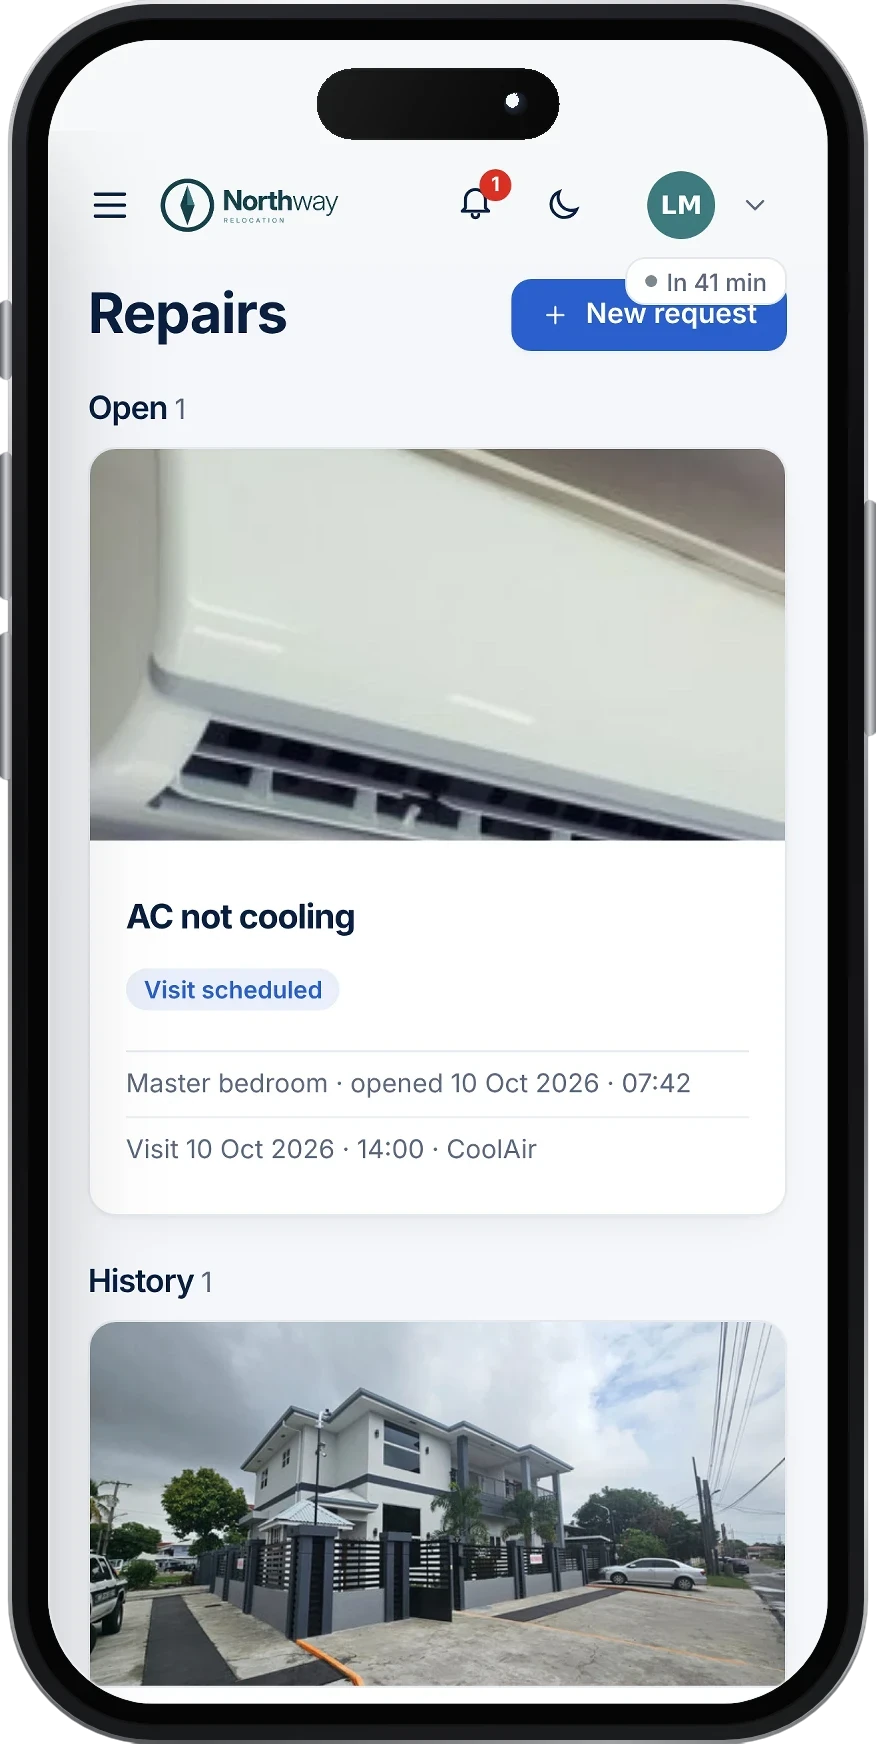 Northway
RELOCATION
1
LM
In 41 min
Repairs
+ New request
Open 1
AC not cooling
Visit scheduled
Master bedroom · opened 10 Oct 2026 · 07:42
Visit 10 Oct 2026 · 14:00 · CoolAir
History 1